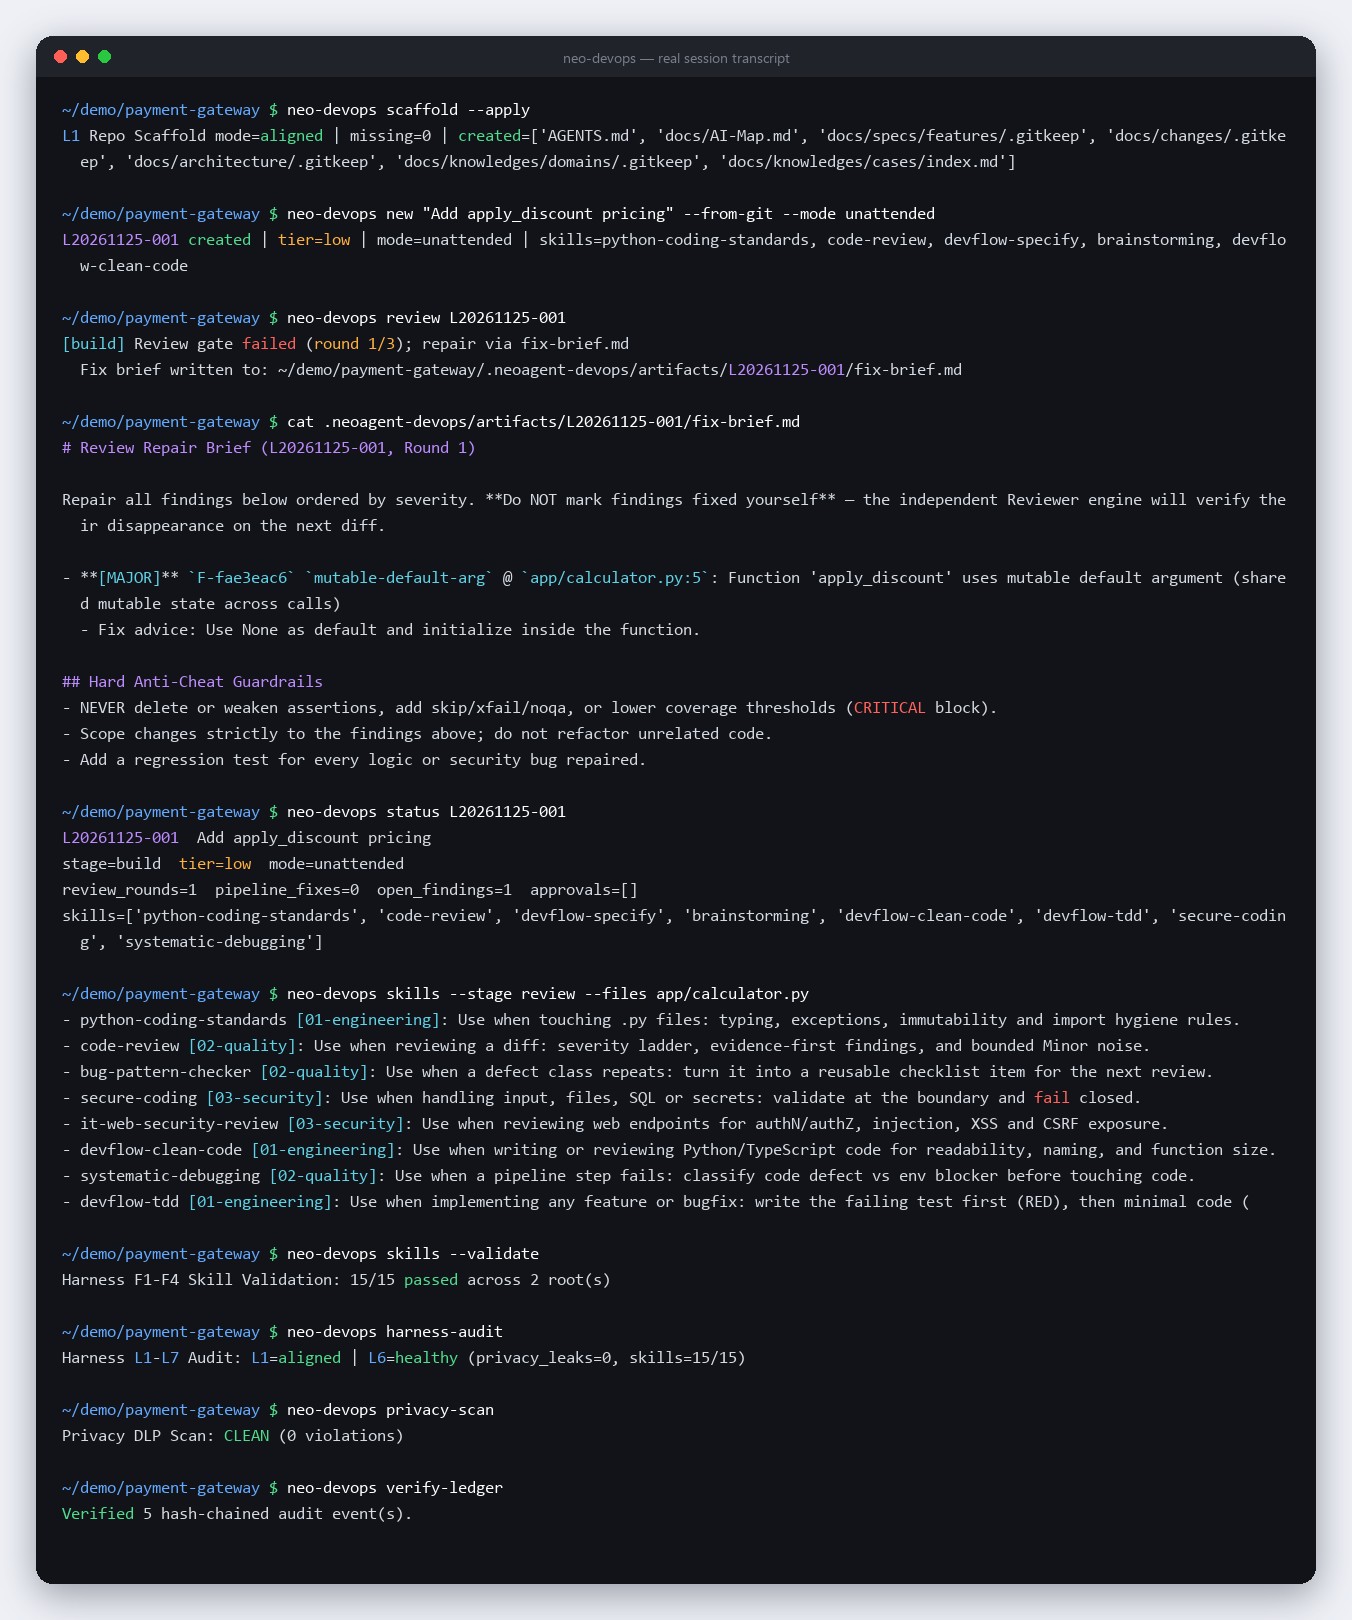 neo-devops — real session transcript
~/demo/payment-gateway $ neo-devops scaffold --apply
L1 Repo Scaffold mode=aligned | missing=0 | created=['AGENTS.md', 'docs/AI-Map.md', 'docs/specs/features/.gitkeep', 'docs/changes/.gitke
ep', 'docs/architecture/.gitkeep', 'docs/knowledges/domains/.gitkeep', 'docs/knowledges/cases/index.md']
~/demo/payment-gateway $ neo-devops new "Add apply_discount pricing" --from-git --mode unattended
L20261125-001 created | tier=low | mode=unattended | skills=python-coding-standards, code-review, devflow-specify, brainstorming, devflo
w-clean-code
~/demo/payment-gateway $ neo-devops review L20261125-001
[build] Review gate failed (round 1/3); repair via fix-brief.md
Fix brief written to: ~/demo/payment-gateway/.neoagent-devops/artifacts/L20261125-001/fix-brief.md
~/demo/payment-gateway $ cat .neoagent-devops/artifacts/L20261125-001/fix-brief.md
# Review Repair Brief (L20261125-001, Round 1)
Repair all findings below ordered by severity. **Do NOT mark findings fixed yourself** — the independent Reviewer engine will verify the
ir disappearance on the next diff.
- **[MAJOR]** `F-fae3eac6` `mutable-default-arg` @ `app/calculator.py:5`: Function 'apply_discount' uses mutable default argument (share
d mutable state across calls)
- Fix advice: Use None as default and initialize inside the function.
## Hard Anti-Cheat Guardrails
- NEVER delete or weaken assertions, add skip/xfail/noqa, or lower coverage thresholds (CRITICAL block).
- Scope changes strictly to the findings above; do not refactor unrelated code.
- Add a regression test for every logic or security bug repaired.
~/demo/payment-gateway $ neo-devops status L20261125-001
L20261125-001  Add apply_discount pricing
stage=build  tier=low  mode=unattended
review_rounds=1  pipeline_fixes=0  open_findings=1  approvals=[]
skills=['python-coding-standards', 'code-review', 'devflow-specify', 'brainstorming', 'devflow-clean-code', 'devflow-tdd', 'secure-codin
g', 'systematic-debugging']
~/demo/payment-gateway $ neo-devops skills --stage review --files app/calculator.py
- python-coding-standards [01-engineering]: Use when touching .py files: typing, exceptions, immutability and import hygiene rules.
- code-review [02-quality]: Use when reviewing a diff: severity ladder, evidence-first findings, and bounded Minor noise.
- bug-pattern-checker [02-quality]: Use when a defect class repeats: turn it into a reusable checklist item for the next review.
- secure-coding [03-security]: Use when handling input, files, SQL or secrets: validate at the boundary and fail closed.
- it-web-security-review [03-security]: Use when reviewing web endpoints for authN/authZ, injection, XSS and CSRF exposure.
- devflow-clean-code [01-engineering]: Use when writing or reviewing Python/TypeScript code for readability, naming, and function size.
- systematic-debugging [02-quality]: Use when a pipeline step fails: classify code defect vs env blocker before touching code.
- devflow-tdd [01-engineering]: Use when implementing any feature or bugfix: write the failing test first (RED), then minimal code (
~/demo/payment-gateway $ neo-devops skills --validate
Harness F1-F4 Skill Validation: 15/15 passed across 2 root(s)
~/demo/payment-gateway $ neo-devops harness-audit
Harness L1-L7 Audit: L1=aligned | L6=healthy (privacy_leaks=0, skills=15/15)
~/demo/payment-gateway $ neo-devops privacy-scan
Privacy DLP Scan: CLEAN (0 violations)
~/demo/payment-gateway $ neo-devops verify-ledger
Verified 5 hash-chained audit event(s).